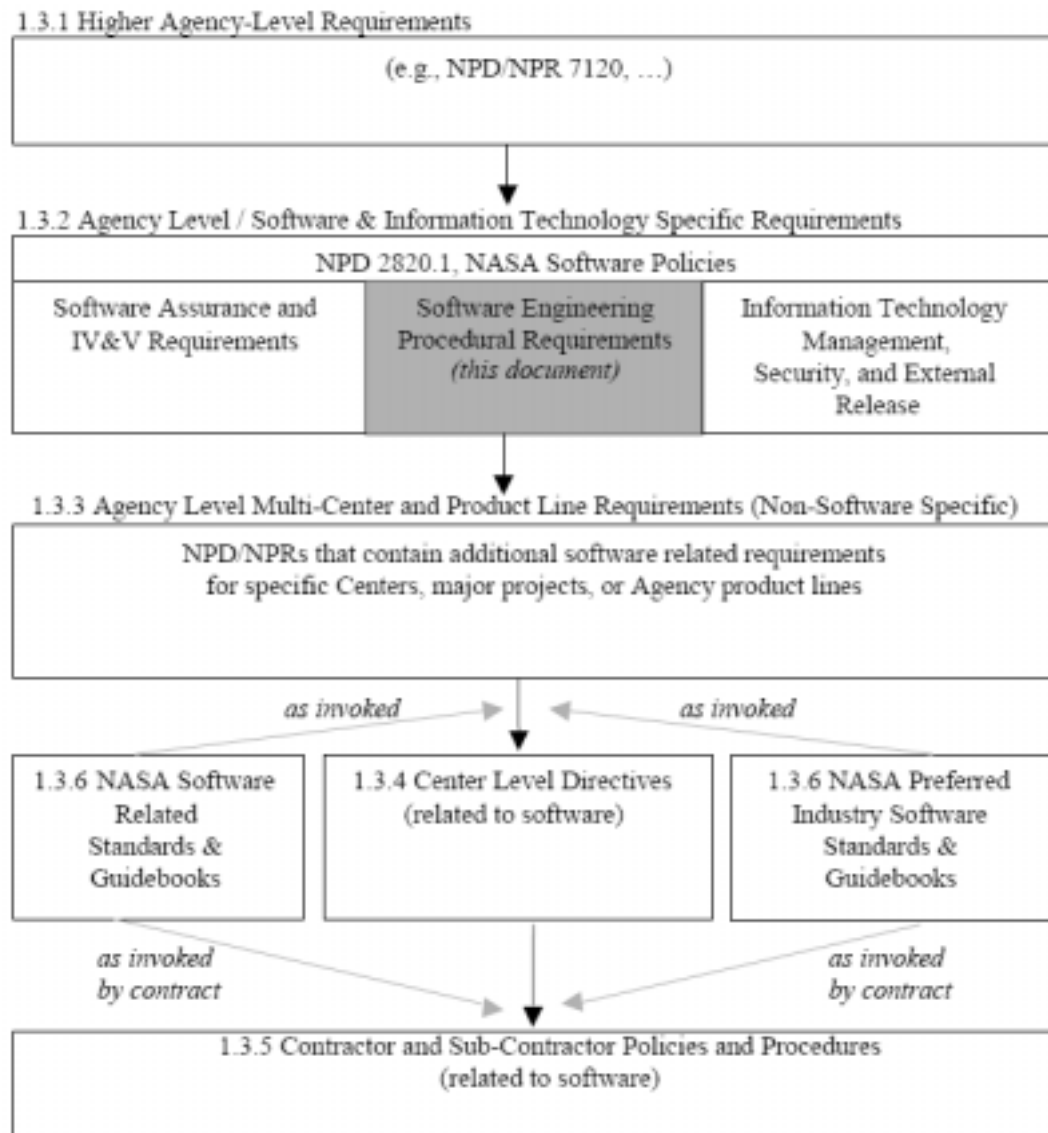 1.3.1 Higher Agency-Level Requirements
(e.g., NPD/NPR 7120, …)
1.3.2 Agency Level / Software & Information Technology Specific Requirements
NPD 2820.1, NASA Software Policies
Software Assurance and
IV&V Requirements
Software Engineering
Procedural Requirements
(this document)
Information Technology
Management,
Security, and External
Release
1.3.3 Agency Level Multi-Center and Product Line Requirements (Non-Software Specific)
NPD/NPRs that contain additional software related requirements
for specific Centers, major projects, or Agency product lines
as invoked
as invoked
1.3.6 NASA Software
Related
Standards &
Guidebooks
1.3.4 Center Level Directives
(related to software)
1.3.6 NASA Preferred
Industry Software
Standards &
Guidebooks
as invoked
by contract
as invoked
by contract
1.3.5 Contractor and Sub-Contractor Policies and Procedures
(related to software)